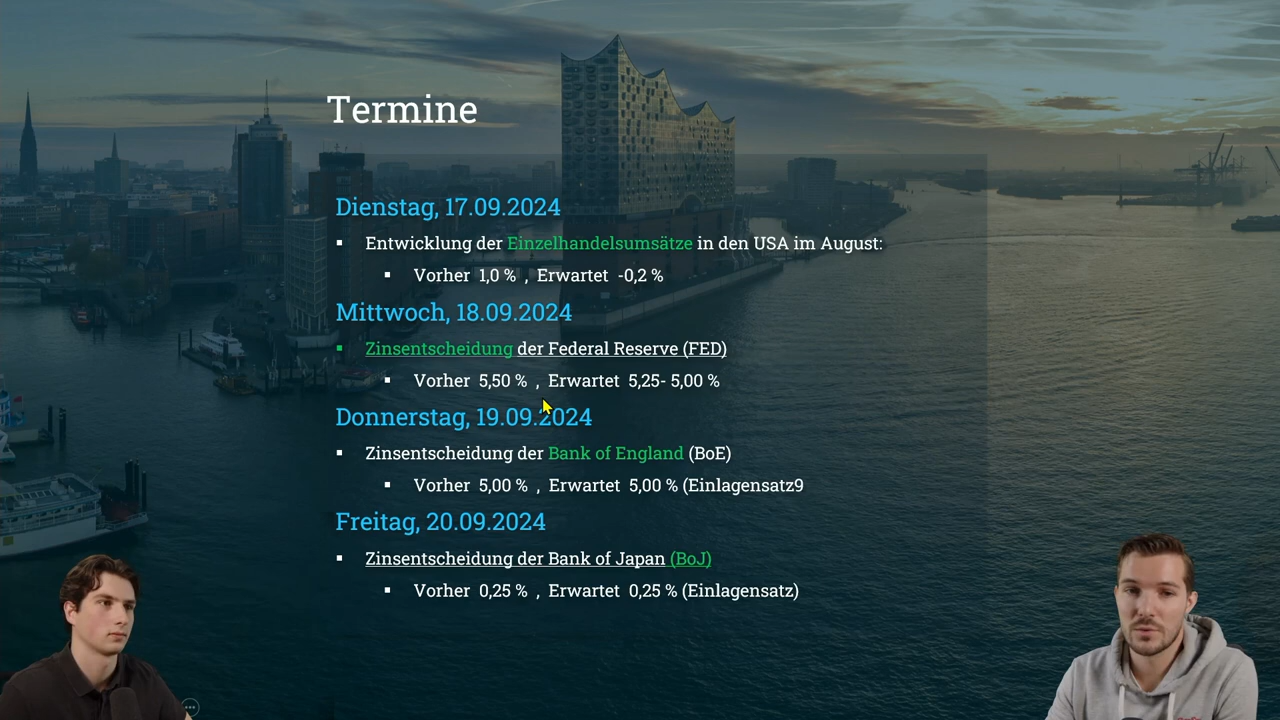 Termine
Dienstag, 17.09.2024
Entwicklung der Einzelhandelsumsätze in den USA im August:
Vorher 1,0 % , Erwartet -0,2 %
Mittwoch, 18.09.2024
Zinsentscheidung der Federal Reserve (FED)
Vorher 5,50 % , Erwartet 5,25- 5,00 %
Donnerstag, 19.09.2024
Zinsentscheidung der Bank of England (BoE)
Vorher 5,00 % , Erwartet 5,00 % (Einlagensatz9
Freitag, 20.09.2024
Zinsentscheidung der Bank of Japan (BoJ)
Vorher 0,25 % , Erwartet 0,25 % (Einlagensatz)